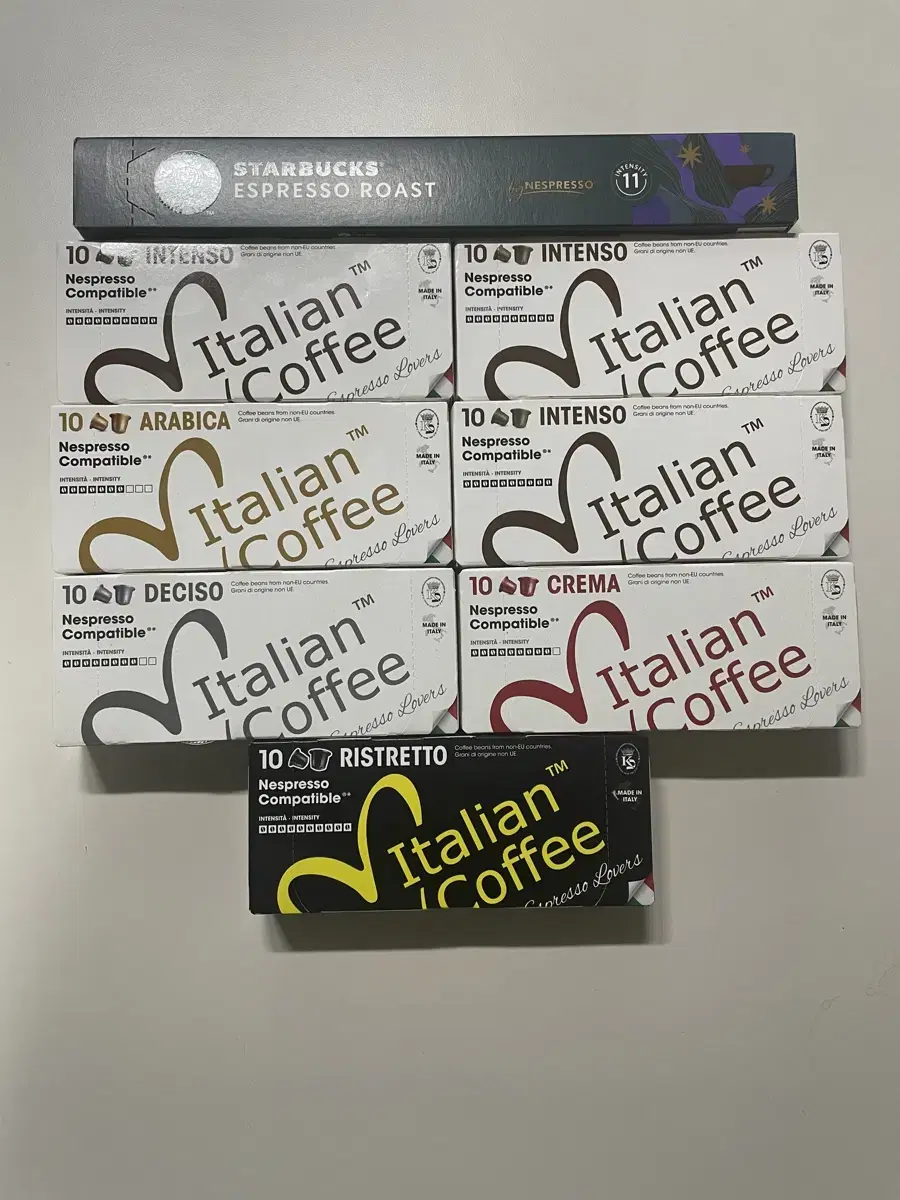 STARBUCKS®
ESPRESSO ROAST
by NESPRESSO
INTENSITY
11
10 INTENSO
Coffee beans from non-EU countries.
Grani di origine non UE.
Nespresso
Compatible®*
INTENSITÀ - INTENSITY
MADE IN
ITALY
Italian™
Coffee
Espresso Lovers
10 INTENSO
Coffee beans from non-EU countries.
Grani di origine non UE.
Nespresso
Compatible®*
INTENSITÀ - INTENSITY
MADE IN
ITALY
Italian™
Coffee
Espresso Lovers
10 ARABICA
Coffee beans from non-EU countries.
Grani di origine non UE.
Nespresso
Compatible®*
INTENSITÀ - INTENSITY
MADE IN
ITALY
Italian™
Coffee
Espresso Lovers
10 INTENSO
Coffee beans from non-EU countries.
Grani di origine non UE.
Nespresso
Compatible®*
INTENSITÀ - INTENSITY
MADE IN
ITALY
Italian™
Coffee
Espresso Lovers
10 DECISO
Coffee beans from non-EU countries.
Grani di origine non UE.
Nespresso
Compatible®*
INTENSITÀ - INTENSITY
MADE IN
ITALY
Italian™
Coffee
Espresso Lovers
10 CREMA
Coffee beans from non-EU countries.
Grani di origine non UE.
Nespresso
Compatible®*
INTENSITÀ - INTENSITY
MADE IN
ITALY
Italian™
Coffee
Espresso Lovers
10 RISTRETTO
Coffee beans from non-EU countries.
Grani di origine non UE.
Nespresso
Compatible®*
INTENSITÀ - INTENSITY
KS
MADE IN
ITALY
Italian™
Coffee
Espresso Lovers